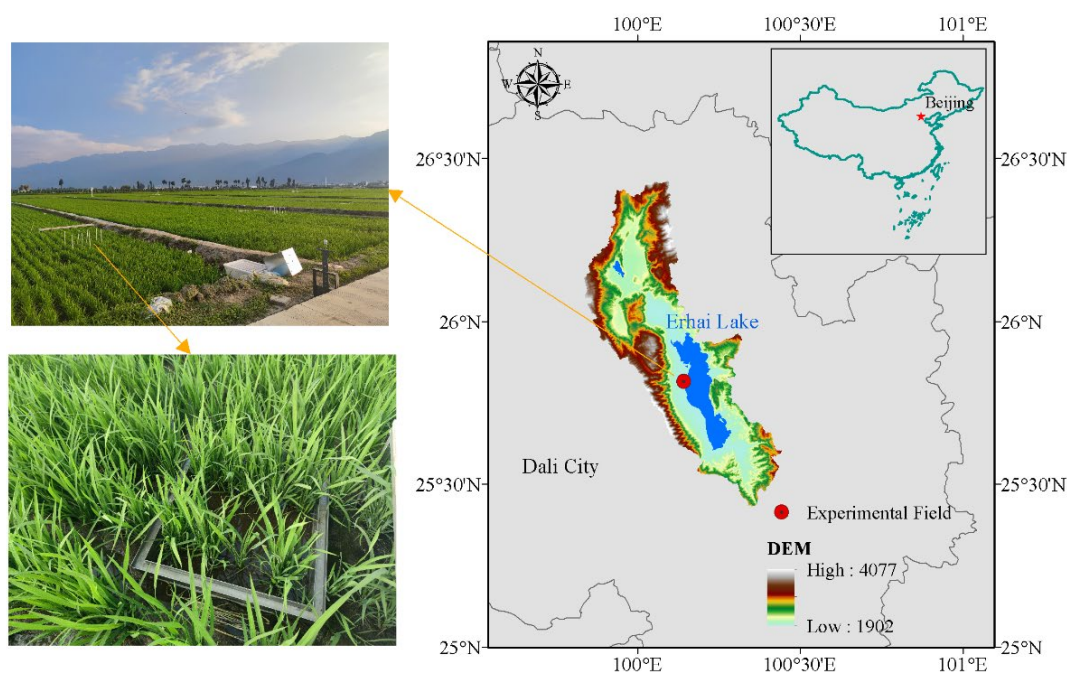 100°E
100°30'E
101°E
N
W
E
S
Beijing
26°30'N
26°30'N
26°N
26°N
Erhai Lake
Dali City
25°30'N
25°30'N
Experimental Field
DEM
High : 4077
Low : 1902
25°N
25°N
100°E
100°30'E
101°E